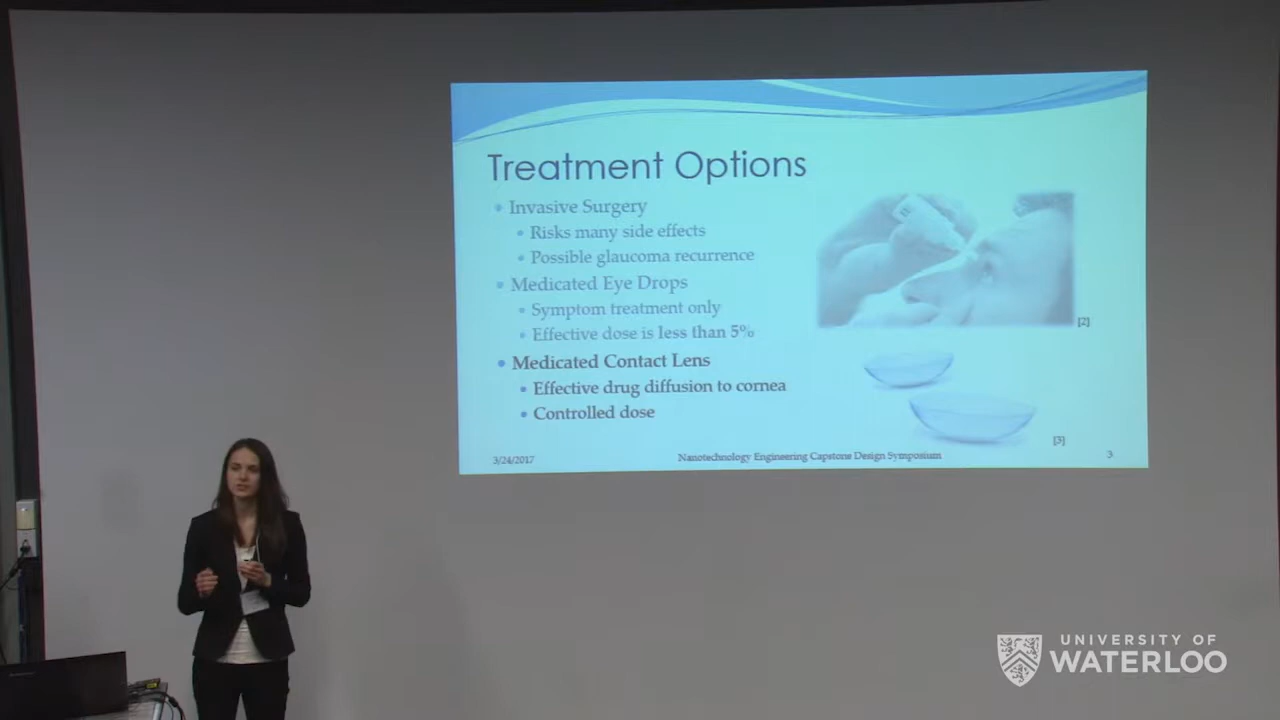 Treatment Options
Invasive Surgery
Risks many side effects
Possible glaucoma recurrence
Medicated Eye Drops
Symptom treatment only
Effective dose is less than 5%
Medicated Contact Lens
Effective drug diffusion to cornea
Controlled dose
[2]
[3]
3/24/2017
Nanotechnology Engineering Capstone Design Symposium
3
UNIVERSITY OF
WATERLOO